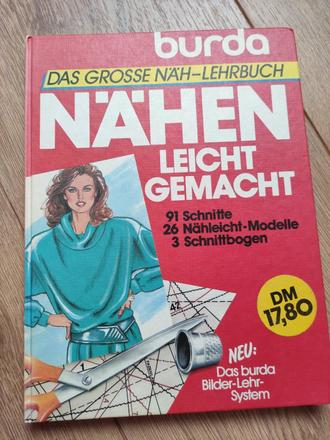 burda
DAS GROSSE NÄH-LEHRBUCH
NÄHEN
LEICHT
GEMACHT
91 Schnitte
26 Nähleicht-Modelle
3 Schnittbogen
DM
17,80
42
NEU:
Das burda
Bilder-Lehr-
System